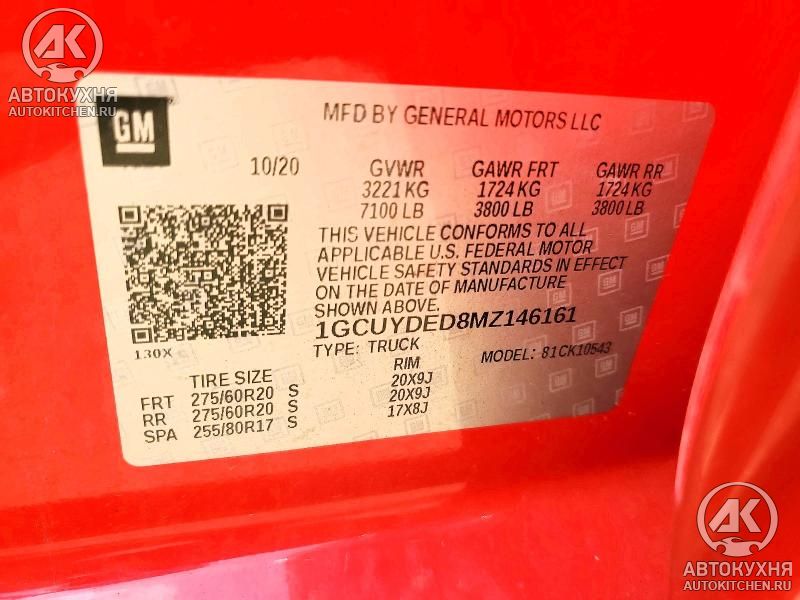 АК
АВТОКУХНЯ
AUTOKITCHEN.RU
GM
MFD BY GENERAL MOTORS LLC
10/20 GVWR GAWR FRT GAWR RR
3221 KG 1724 KG 1724 KG
7100 LB 3800 LB 3800 LB
THIS VEHICLE CONFORMS TO ALL
APPLICABLE U.S. FEDERAL MOTOR
VEHICLE SAFETY STANDARDS IN EFFECT
ON THE DATE OF MANUFACTURE
SHOWN ABOVE.
1GCUYDED8MZ146161
130X
TYPE: TRUCK MODEL: 81CK10543
TIRE SIZE RIM
FRT 275/60R20 S 20X9J
RR 275/60R20 S 20X9J
SPA 255/80R17 S 17X8J
АК
АВТОКУХНЯ
AUTOKITCHEN.RU